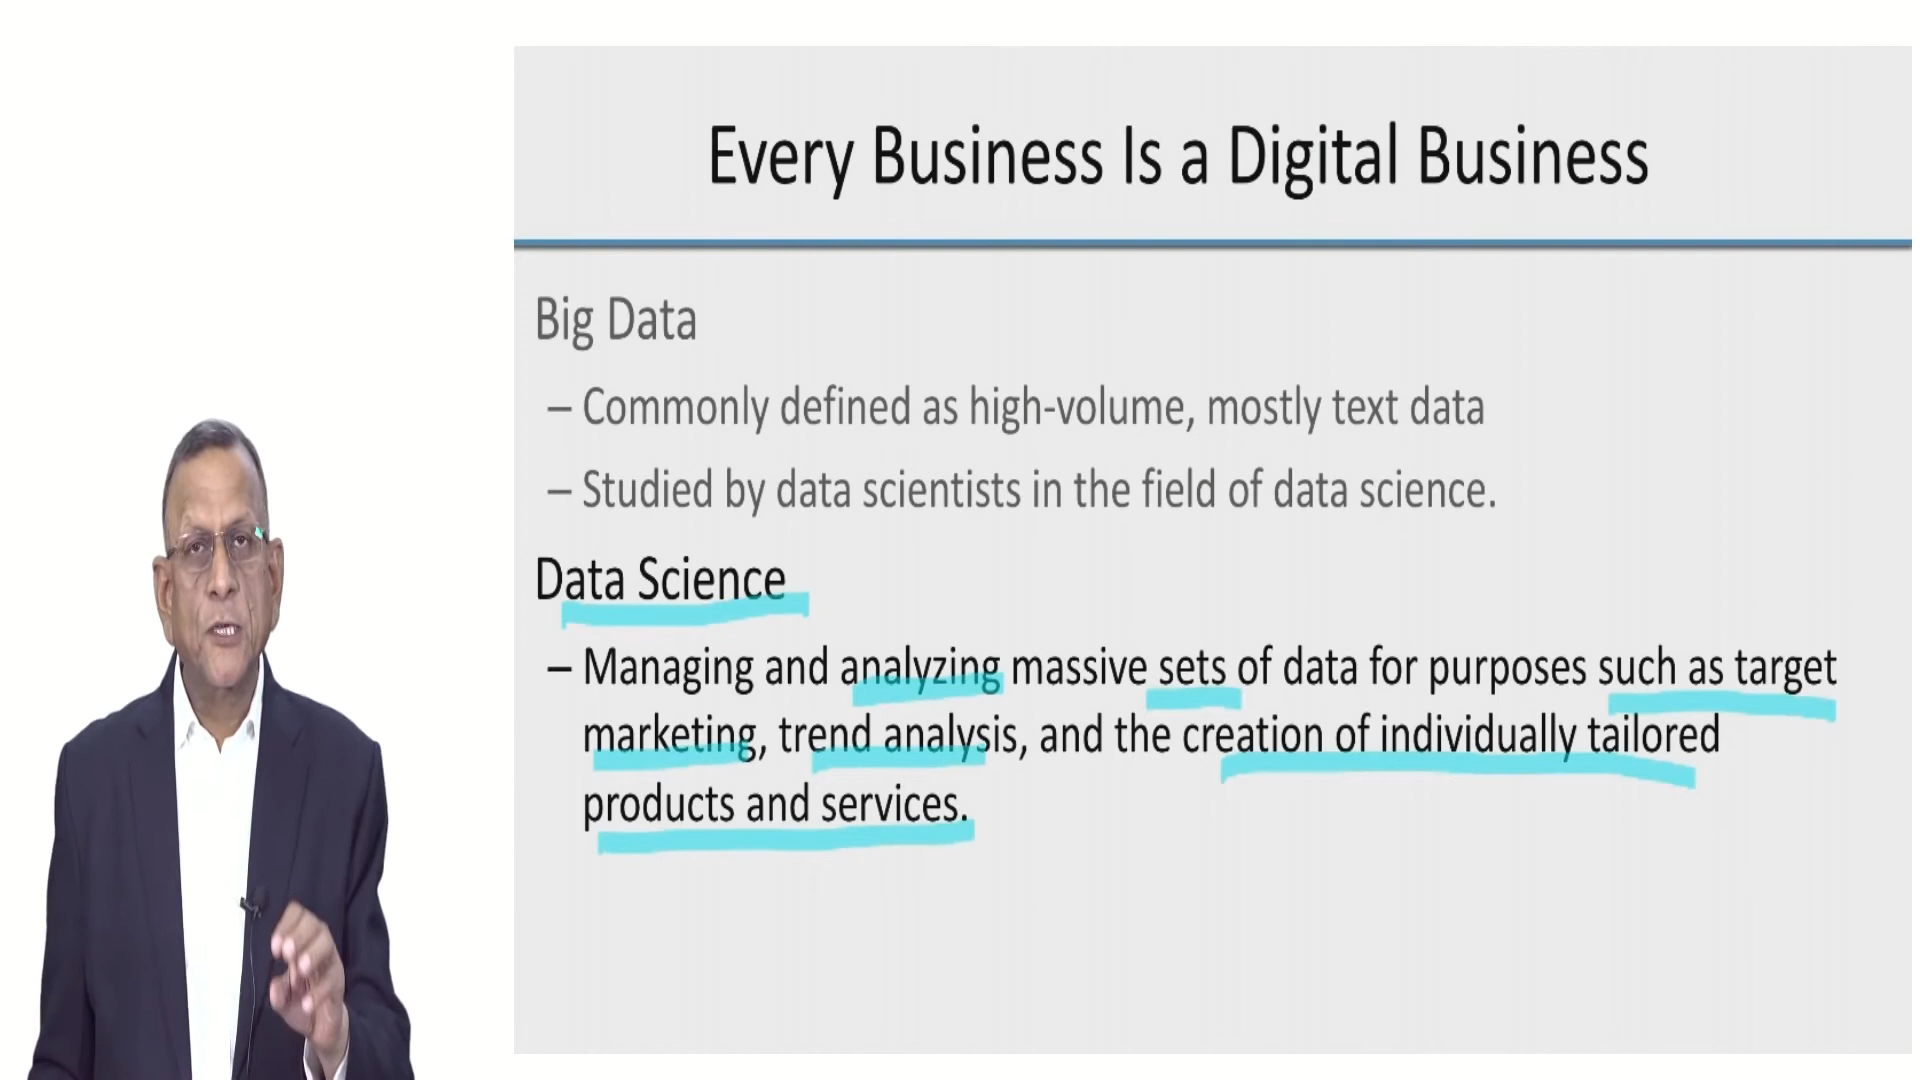 Every Business Is a Digital Business
Big Data
– Commonly defined as high-volume, mostly text data
– Studied by data scientists in the field of data science.
Data Science
– Managing and analyzing massive sets of data for purposes such as target
marketing, trend analysis, and the creation of individually tailored
products and services.